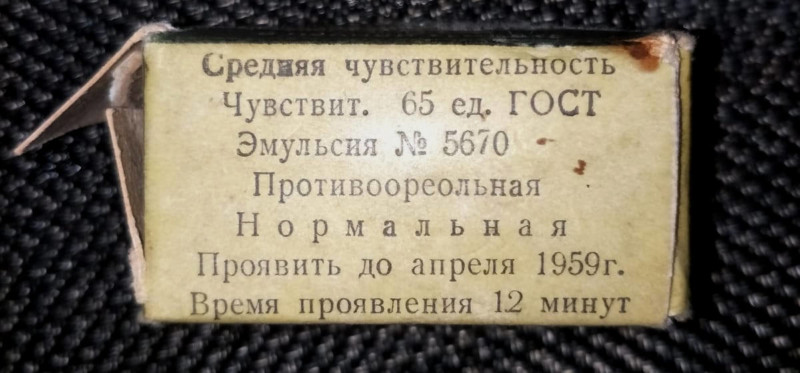 Средняя чувствительность
Чувствит. 65 ед. ГОСТ
Эмульсия № 5670
Противоореольная
Нормальная
Проявить до апреля 1959г.
Время проявления 12 минут